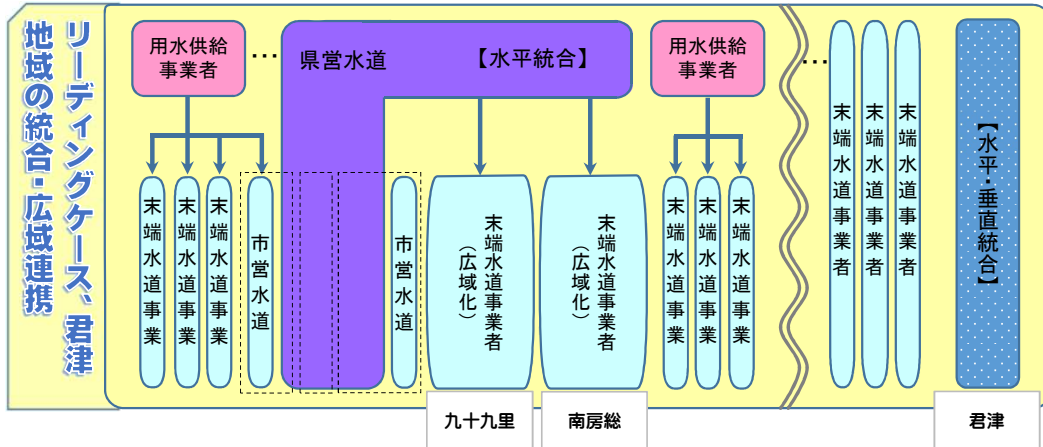 リーディングケース、君津
地域の統合・広域連携
用水供給
事業者
…
県営水道
【水平統合】
用水供給
事業者
…
末端水道事業
末端水道事業
末端水道事業
市営水道
市営水道
末端水道事業者
（広域化）
末端水道事業者
（広域化）
末端水道事業
末端水道事業
末端水道事業
末端水道事業者
末端水道事業者
末端水道事業者
【水平・垂直統合】
九十九里
南房総
君津